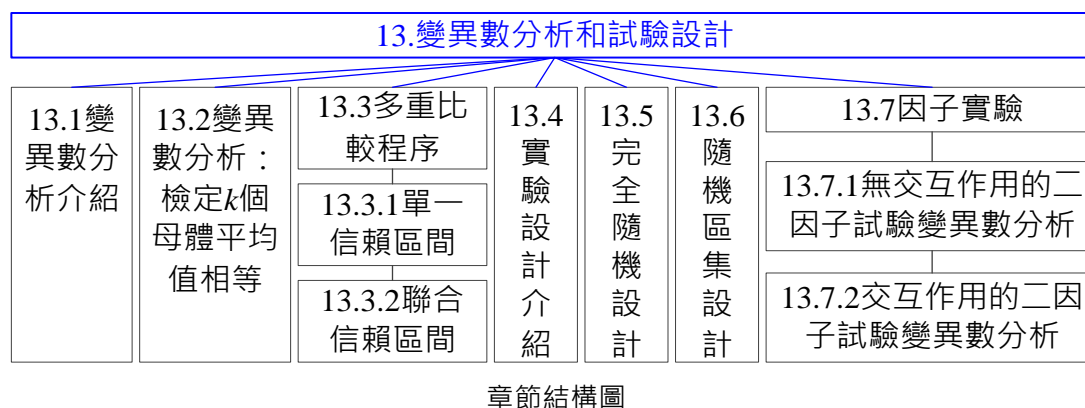 13.變異數分析和試驗設計
13.1變
異數分
析介紹
13.2變異
數分析：
檢定k個
母體平均
值相等
13.3多重比
較程序
13.3.1單一
信賴區間
13.3.2聯合
信賴區間
13.4
實
驗
設
計
介
紹
13.5
完
全
隨
機
設
計
13.6
隨
機
區
集
設
計
13.7因子實驗
13.7.1無交互作用的二
因子試驗變異數分析
13.7.2交互作用的二因
子試驗變異數分析
章節結構圖